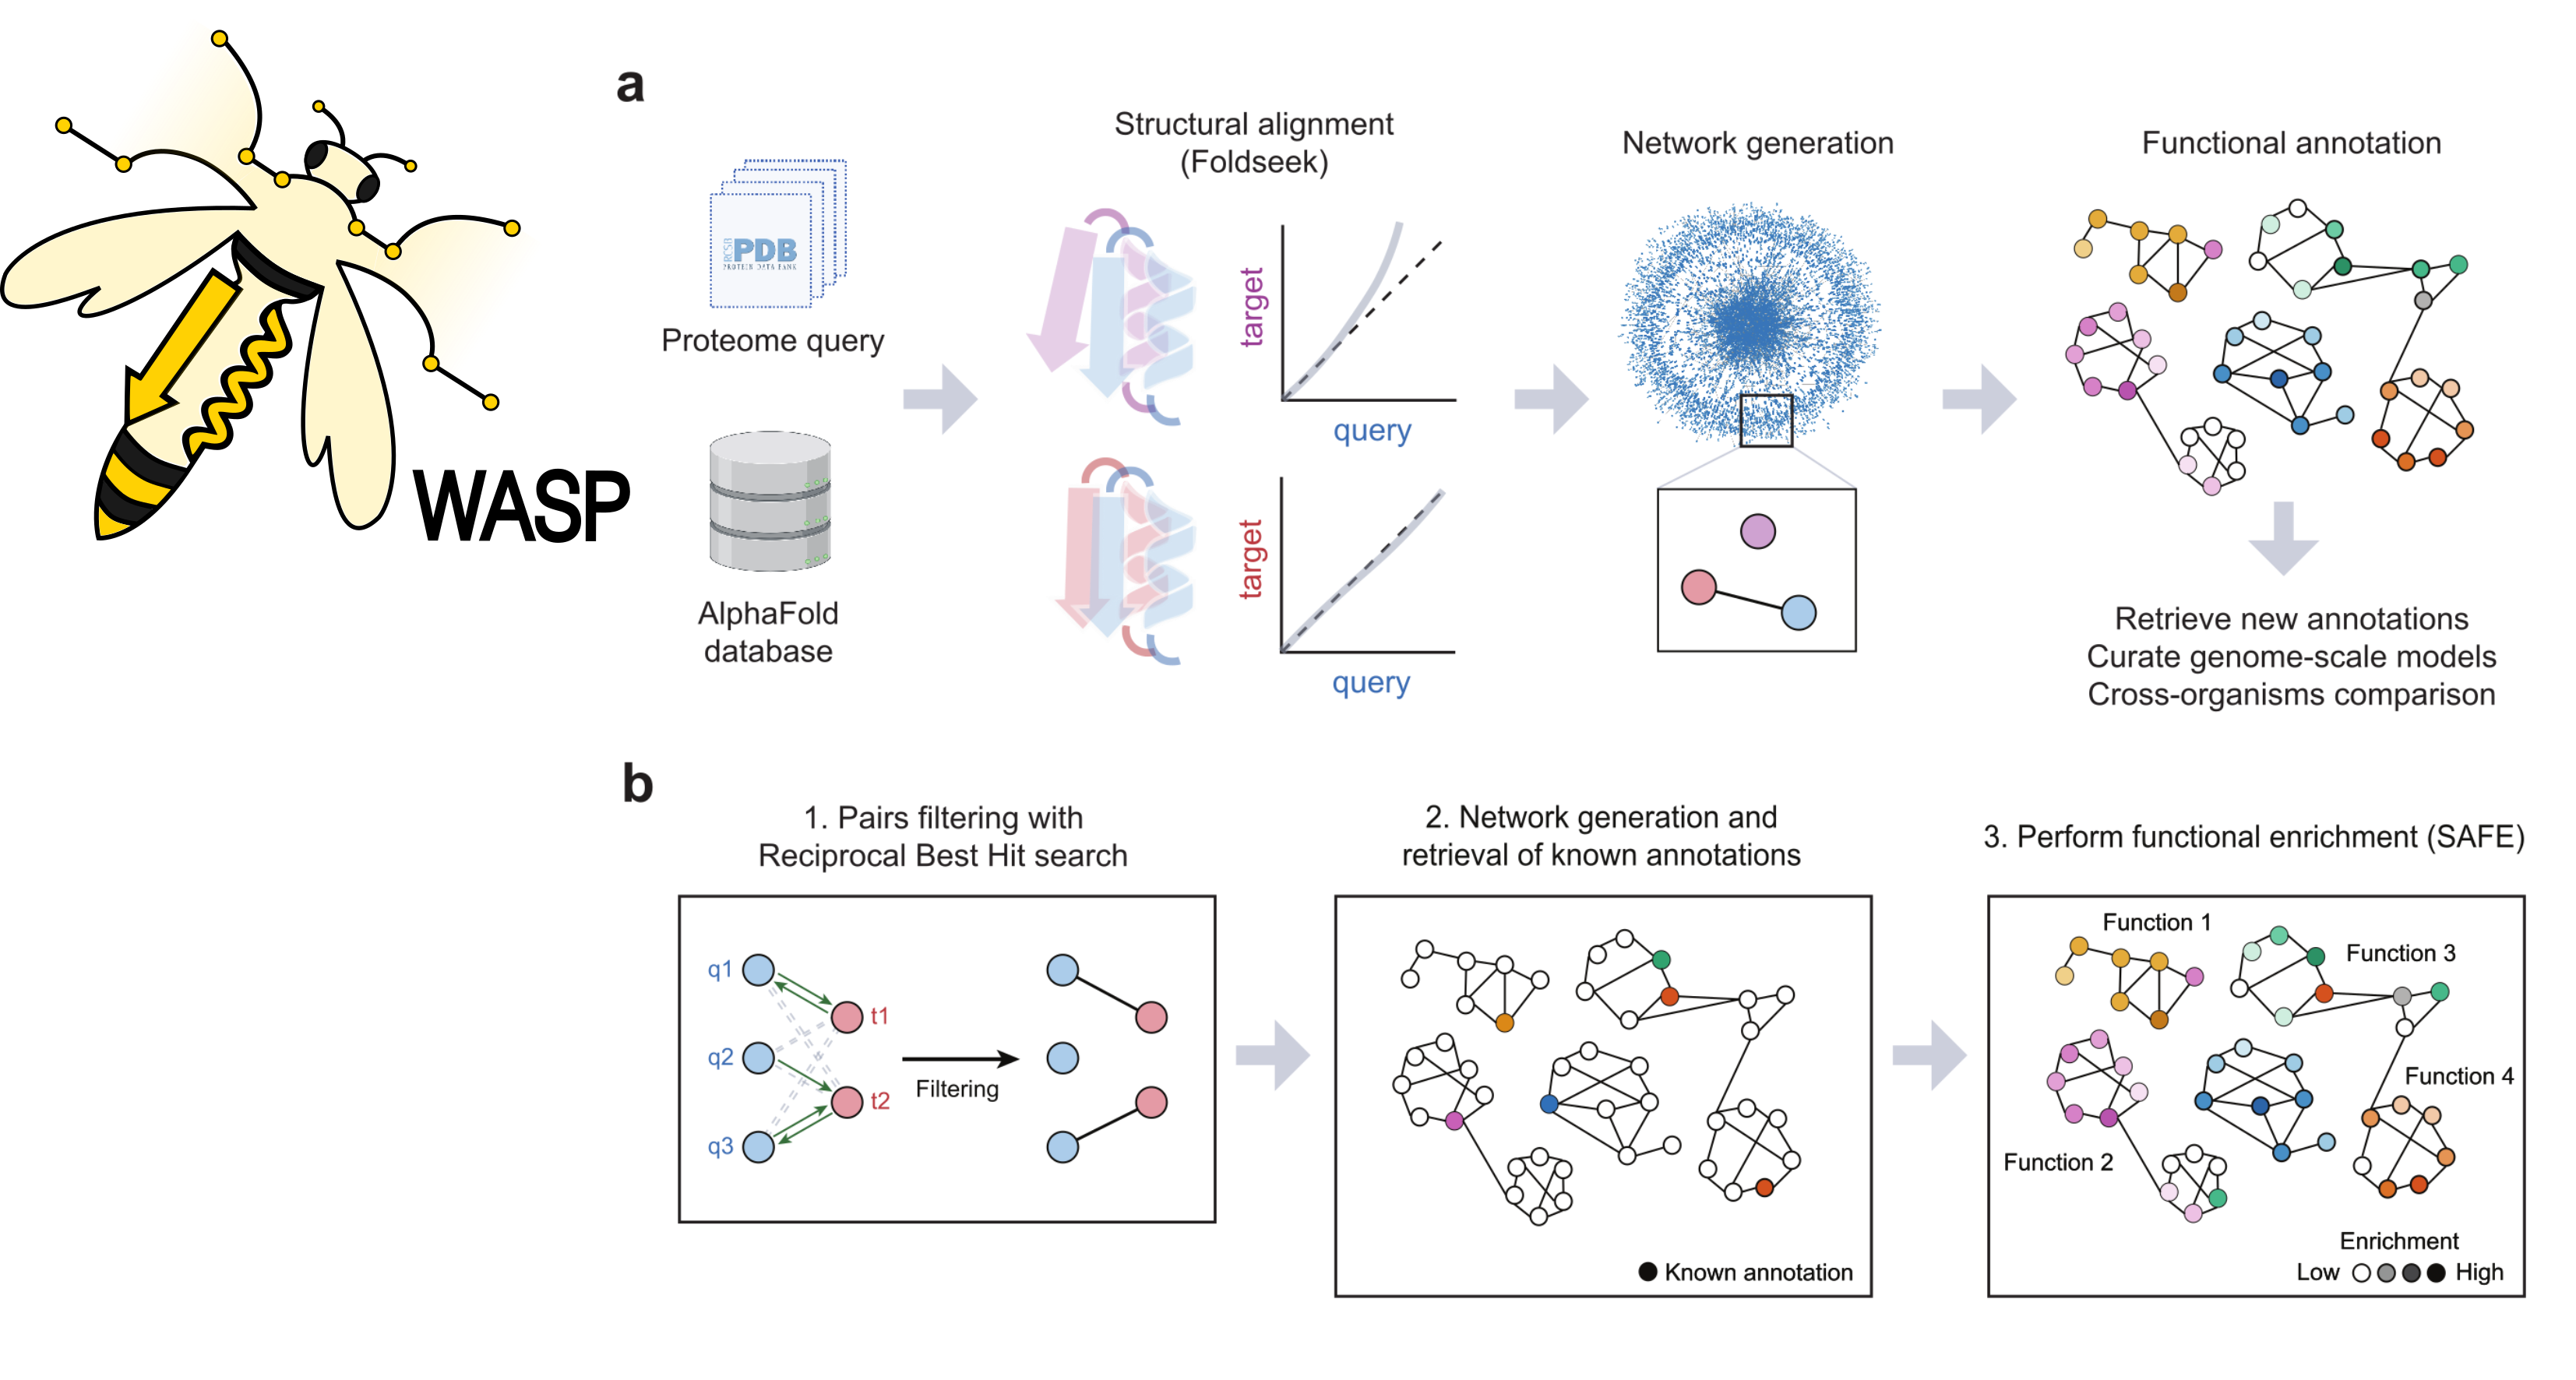 WASP
a
RCSB
PDB
PROTEIN DATA BANK
Proteome query
AlphaFold
database
Structural alignment
(Foldseek)
target
query
target
query
Network generation
Functional annotation
Retrieve new annotations
Curate genome-scale models
Cross-organisms comparison
b
1. Pairs filtering with
Reciprocal Best Hit search
q1
t1
q2
t2
q3
Filtering
2. Network generation and
retrieval of known annotations
Known annotation
3. Perform functional enrichment (SAFE)
Function 1
Function 3
Function 4
Function 2
Enrichment
Low High